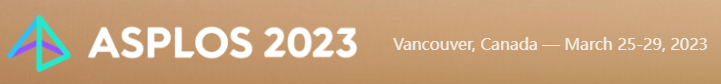 ASPLOS 2023
Vancouver, Canada — March 25-29, 2023